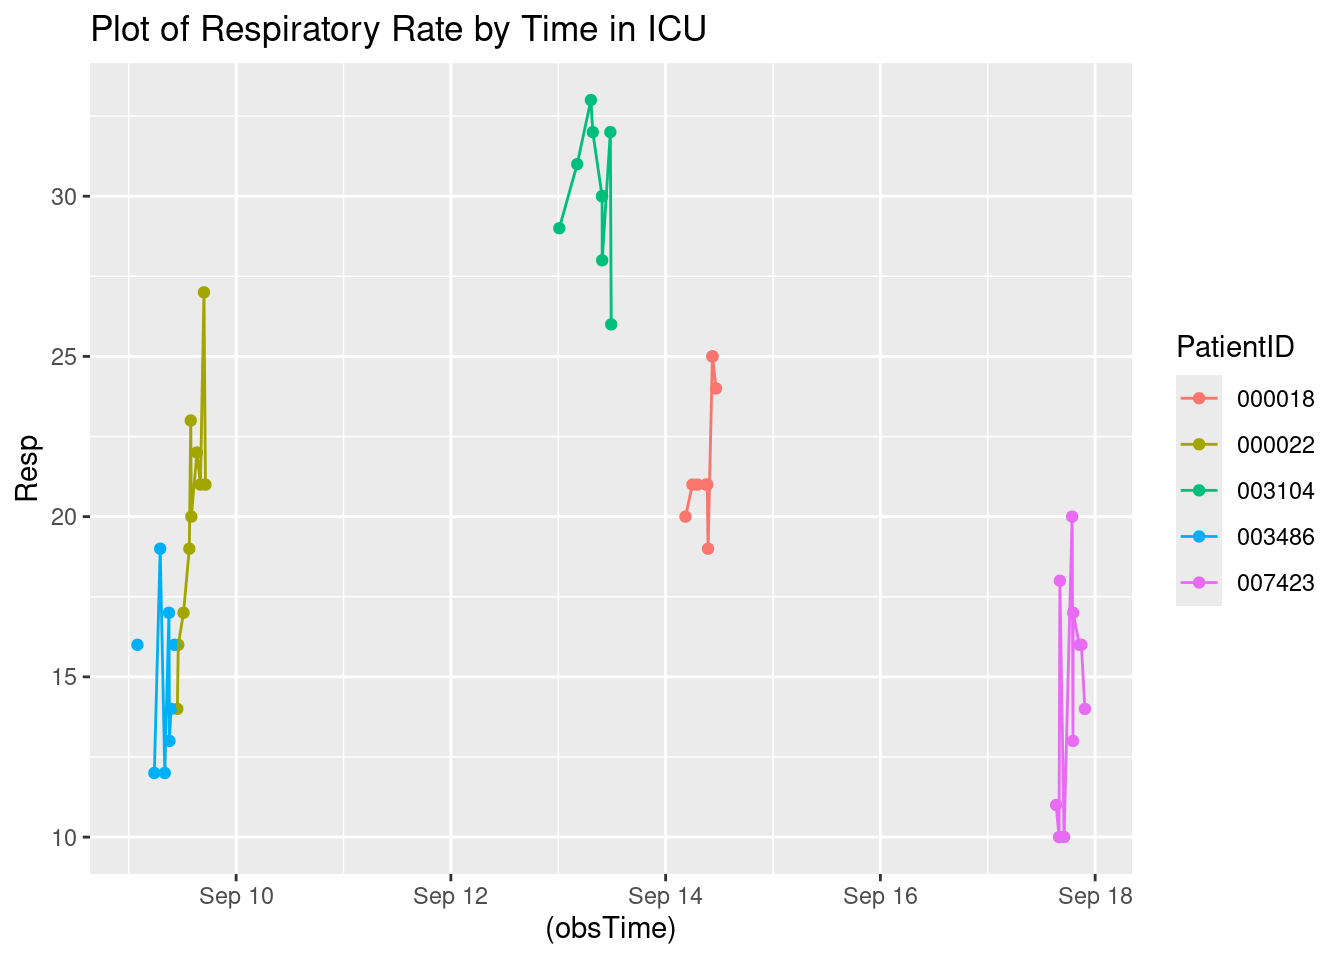 Plot of Respiratory Rate by Time in ICU
30
25
20
15
10
Resp
Sep 10
Sep 12
Sep 14
Sep 16
Sep 18
(obsTime)
PatientID
000018
000022
003104
003486
007423